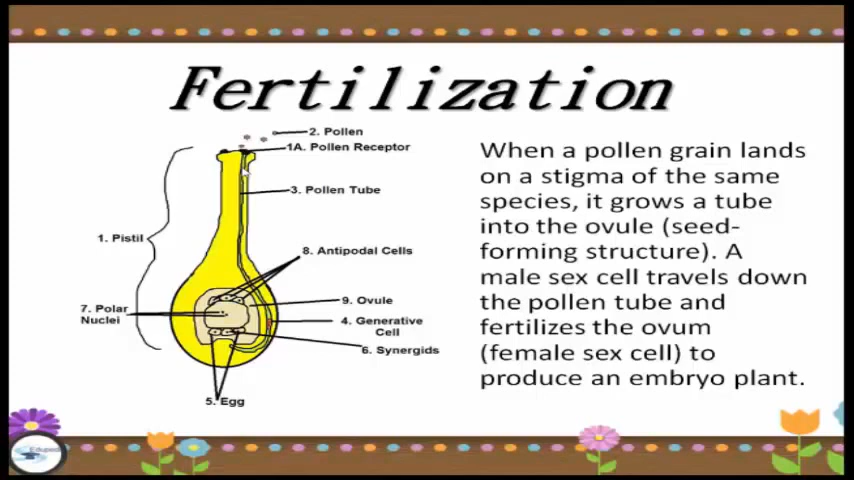 Fertilization
2. Pollen
1A. Pollen Receptor
3. Pollen Tube
1. Pistil
8. Antipodal Cells
9. Ovule
7. Polar
Nuclei
4. Generative
Cell
6. Synergids
5. Egg
When a pollen grain lands
on a stigma of the same
species, it grows a tube
into the ovule (seed-
forming structure). A
male sex cell travels down
the pollen tube and
fertilizes the ovum
(female sex cell) to
produce an embryo plant.